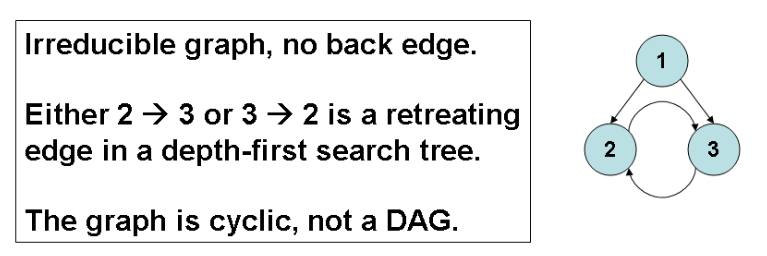 Irreducible graph, no back edge.
Either 2 → 3 or 3 → 2 is a retreating
edge in a depth-first search tree.
The graph is cyclic, not a DAG.
1
2
3